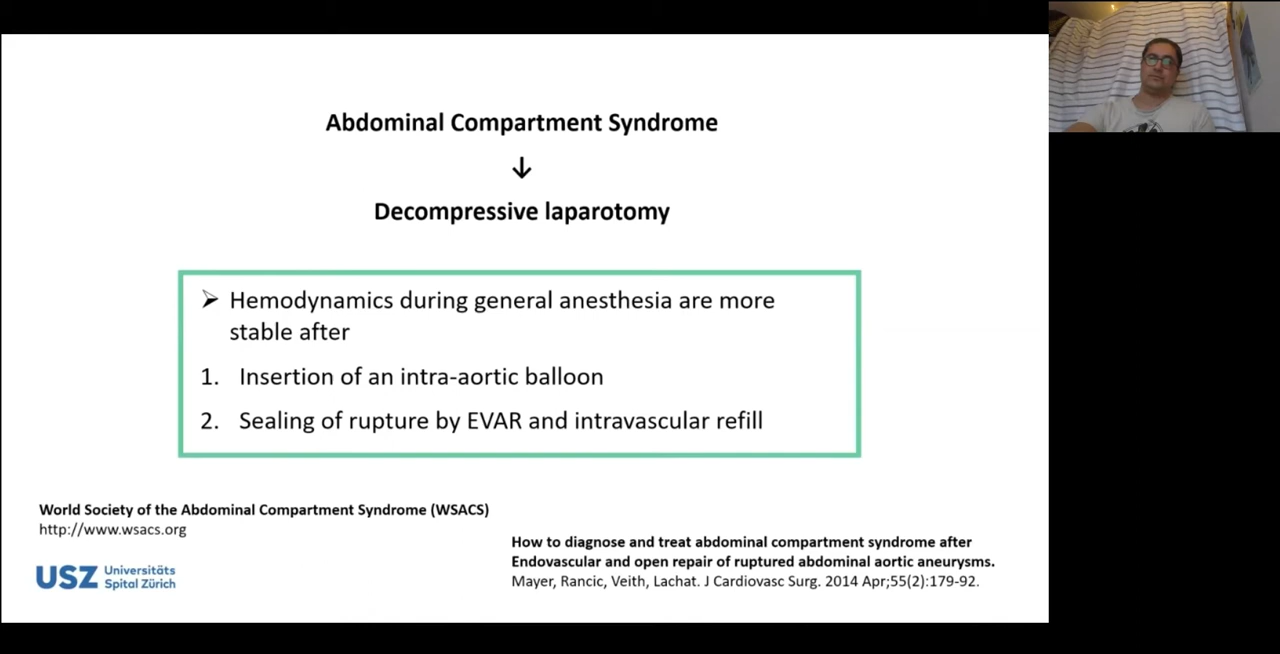 Abdominal Compartment Syndrome
↓
Decompressive laparotomy
➢ Hemodynamics during general anesthesia are more
stable after
1. Insertion of an intra-aortic balloon
2. Sealing of rupture by EVAR and intravascular refill
World Society of the Abdominal Compartment Syndrome (WSACS)
http://www.wsacs.org
How to diagnose and treat abdominal compartment syndrome after
Endovascular and open repair of ruptured abdominal aortic aneurysms.
Mayer, Rancic, Veith, Lachat. J Cardiovasc Surg. 2014 Apr;55(2):179-92.
USZ Universitäts
Spital Zürich